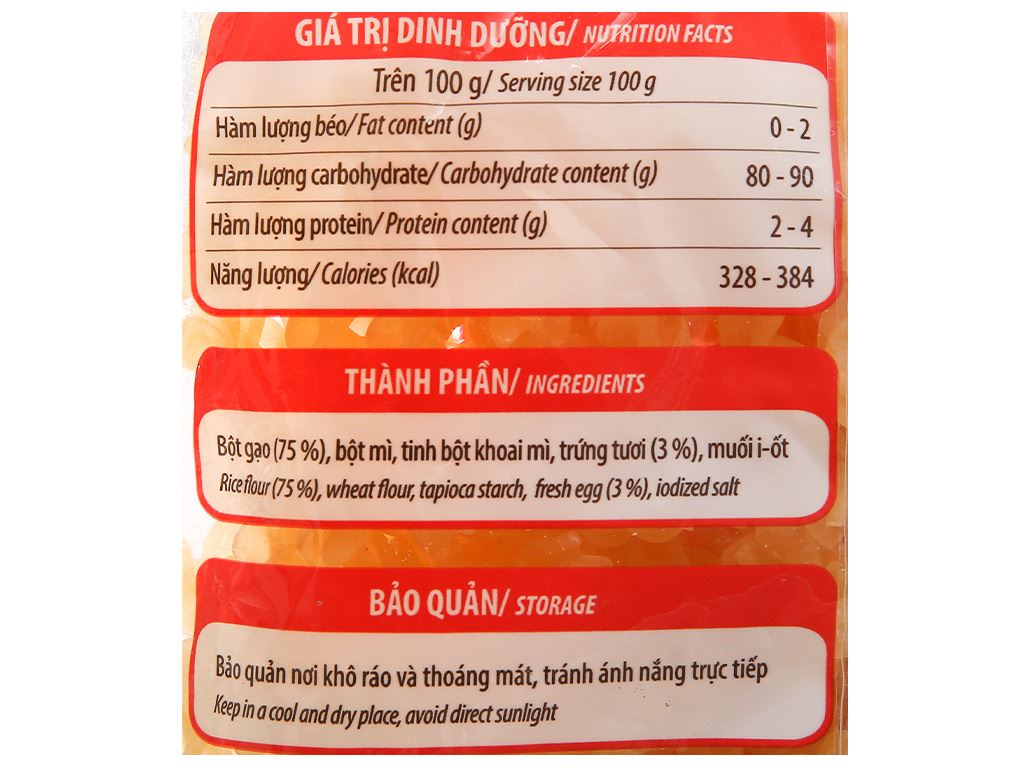 GIÁ TRỊ DINH DƯỠNG/ NUTRITION FACTS
Trên 100 g/ Serving size 100 g
Hàm lượng béo/ Fat content (g) 0 - 2
Hàm lượng carbohydrate/ Carbohydrate content (g) 80 - 90
Hàm lượng protein/ Protein content (g) 2 - 4
Năng lượng/ Calories (kcal) 328 - 384
THÀNH PHẦN/ INGREDIENTS
Bột gạo (75 %), bột mì, tinh bột khoai mì, trứng tươi (3 %), muối i-ốt
Rice flour (75 %), wheat flour, tapioca starch, fresh egg (3 %), iodized salt
BẢO QUẢN/ STORAGE
Bảo quản nơi khô ráo và thoáng mát, tránh ánh nắng trực tiếp
Keep in a cool and dry place, avoid direct sunlight